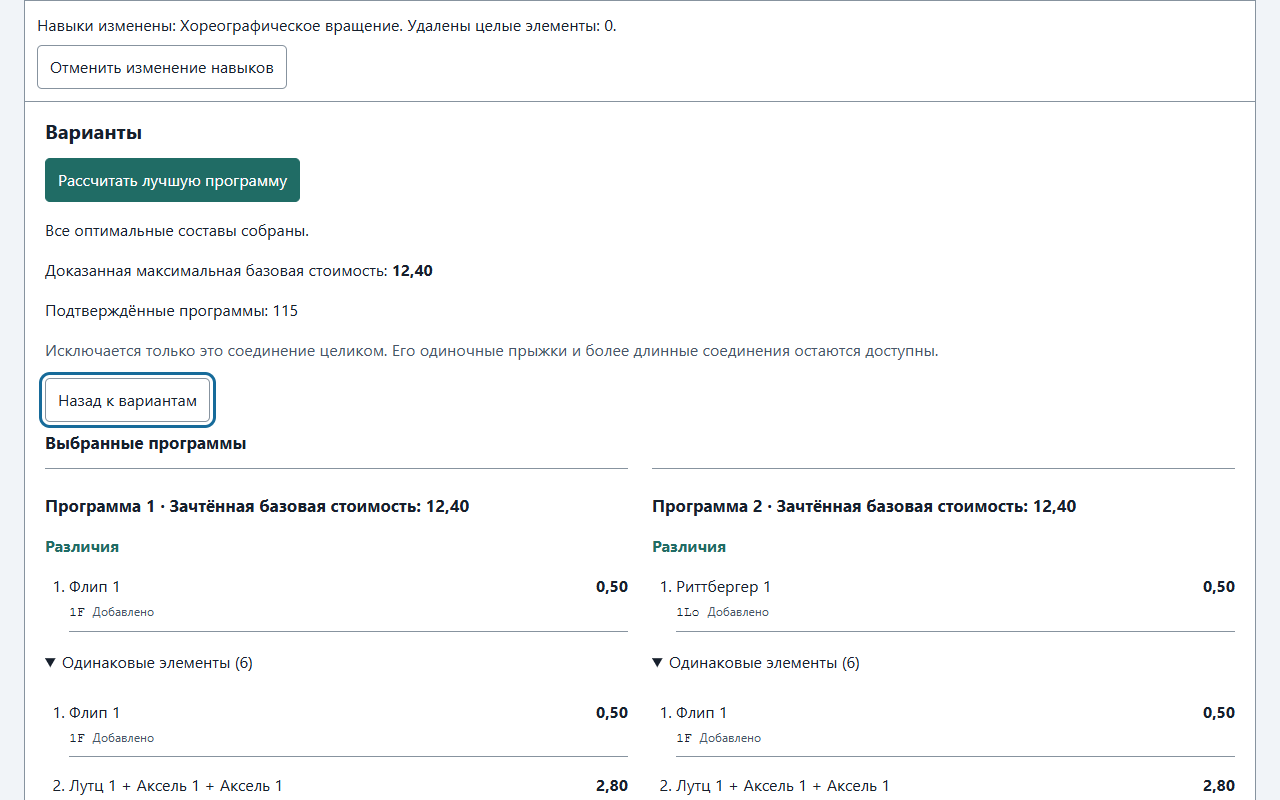 Навыки изменены: Хореографическое вращение. Удалены целые элементы: 0.
Отменить изменение навыков
Варианты
Рассчитать лучшую программу
Все оптимальные составы собраны.
Доказанная максимальная базовая стоимость: 12,40
Подтверждённые программы: 115
Исключается только это соединение целиком. Его одиночные прыжки и более длинные соединения остаются доступны.
Назад к вариантам
Выбранные программы
Программа 1 · Зачтённая базовая стоимость: 12,40
Различия
1. Флип 1 0,50
1F Добавлено
▼ Одинаковые элементы (6)
1. Флип 1 0,50
1F Добавлено
2. Лутц 1 + Аксель 1 + Аксель 1 2,80
Программа 2 · Зачтённая базовая стоимость: 12,40
Различия
1. Риттбергер 1 0,50
1Lo Добавлено
▼ Одинаковые элементы (6)
1. Флип 1 0,50
1F Добавлено
2. Лутц 1 + Аксель 1 + Аксель 1 2,80